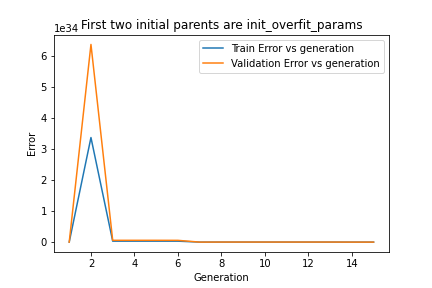 First two initial parents are init_overfit_params
1e34
Train Error vs generation
Validation Error vs generation
6
5
4
3
2
1
0
Error
2 4 6 8 10 12 14
Generation